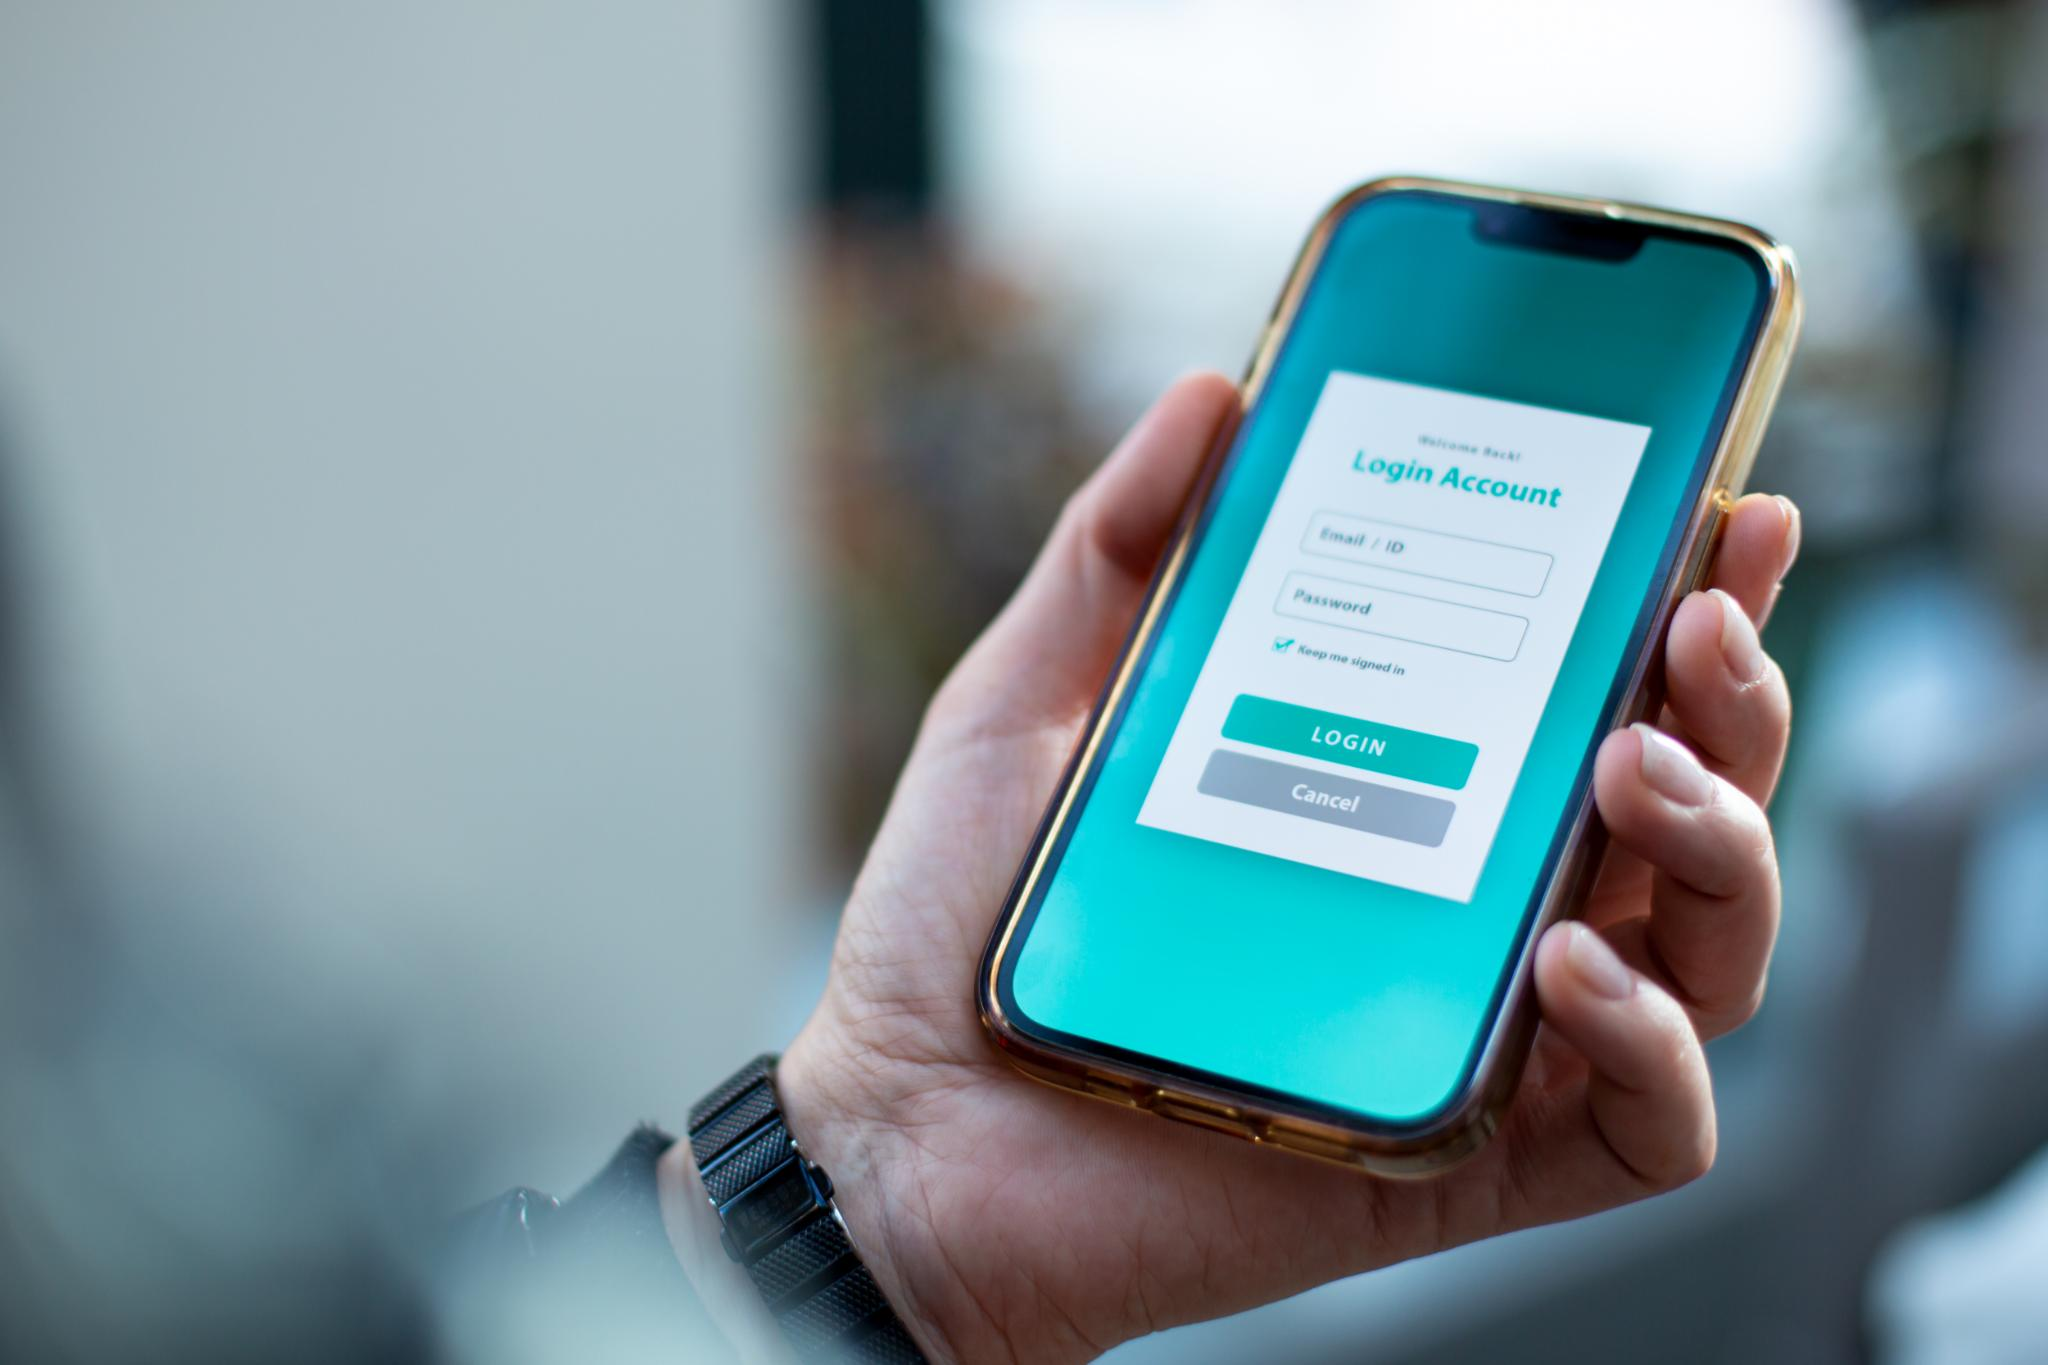 Welcome Back!
Login Account
Email / ID
Password
Keep me signed in
LOGIN
Cancel